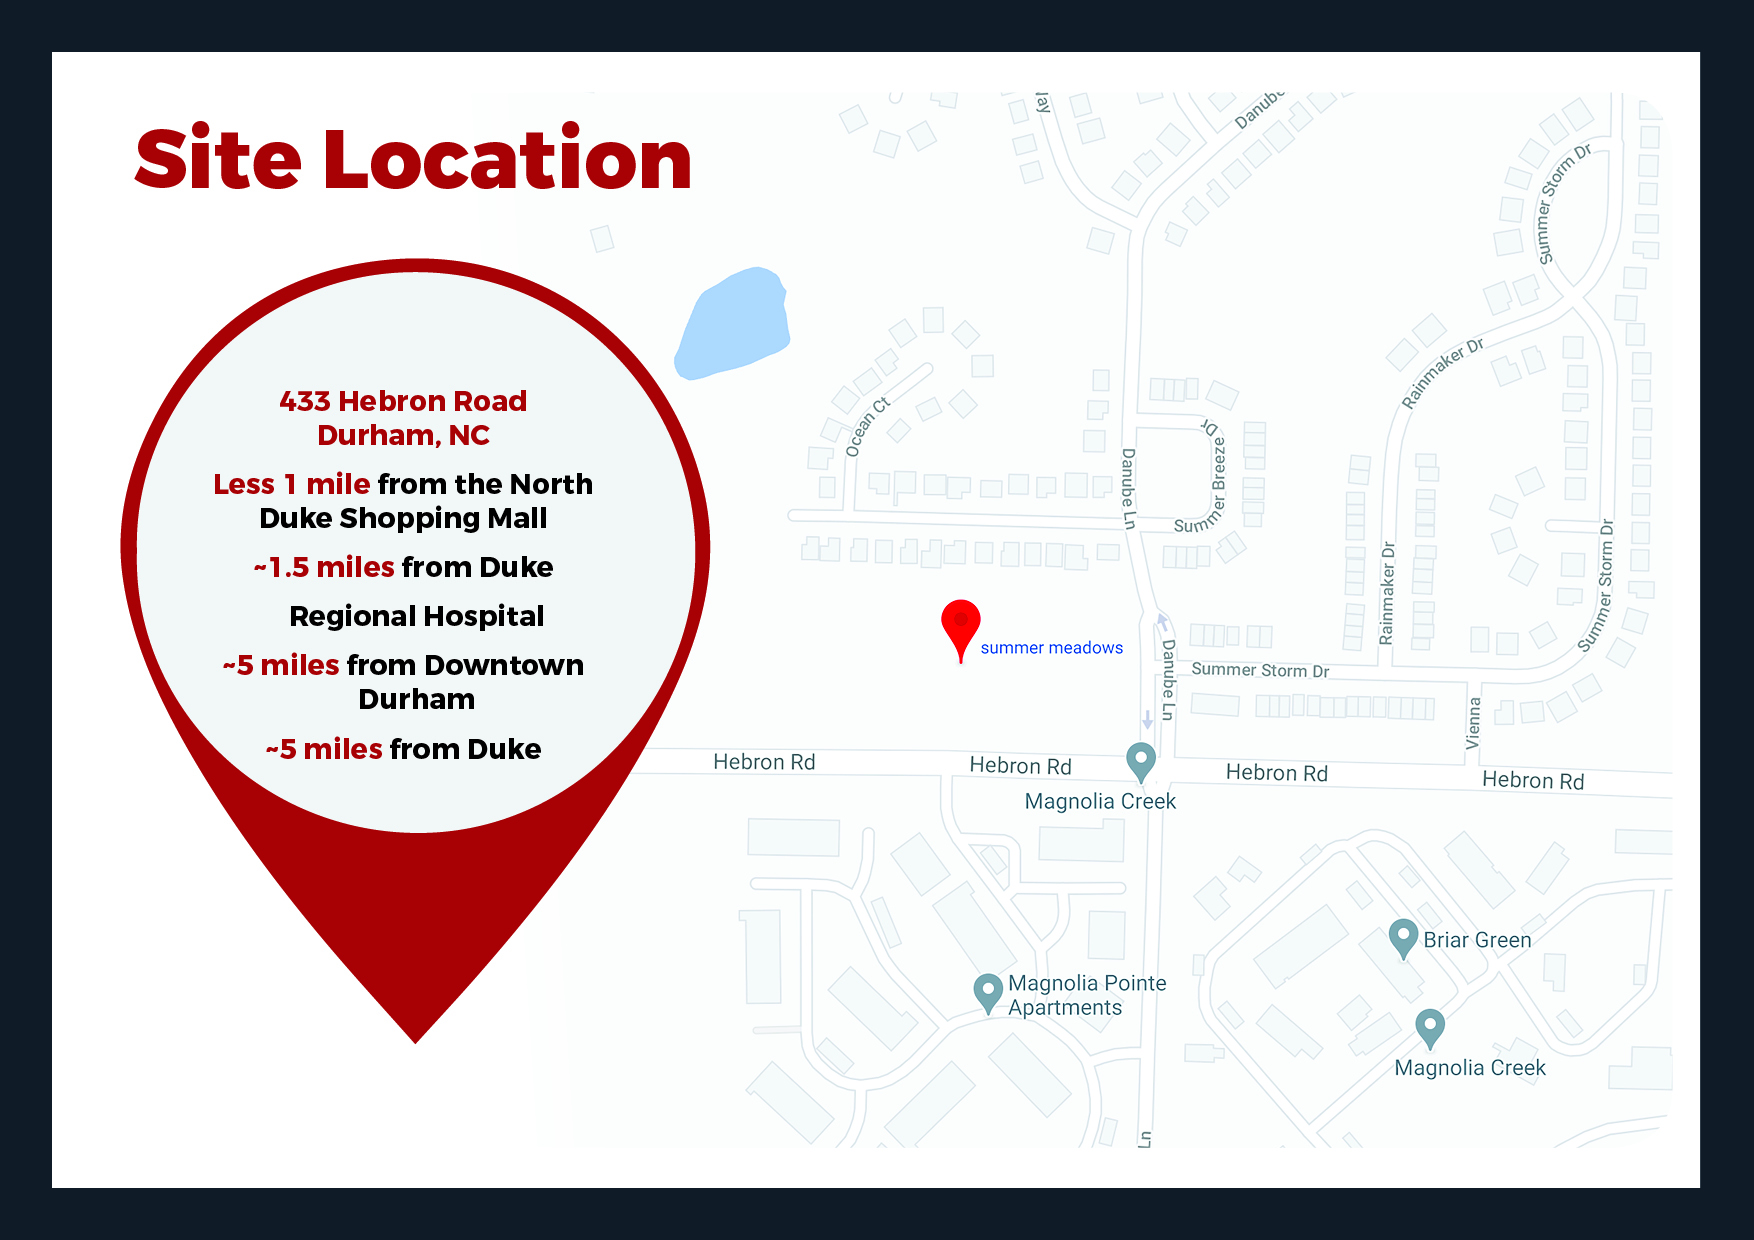 Site Location
433 Hebron Road
Durham, NC
Less 1 mile from the North
Duke Shopping Mall
~1.5 miles from Duke
Regional Hospital
~5 miles from Downtown
Durham
~5 miles from Duke
Danube
Summer Storm Dr
Rainmaker Dr
Ocean Ct
Danube Ln
Summer Breeze Dr
Rainmaker Dr
Summer Storm Dr
summer meadows
Danube Ln
Summer Storm Dr
Vienna
Hebron Rd
Hebron Rd
Hebron Rd
Hebron Rd
Magnolia Creek
Briar Green
Magnolia Pointe
Apartments
Magnolia Creek
Ln